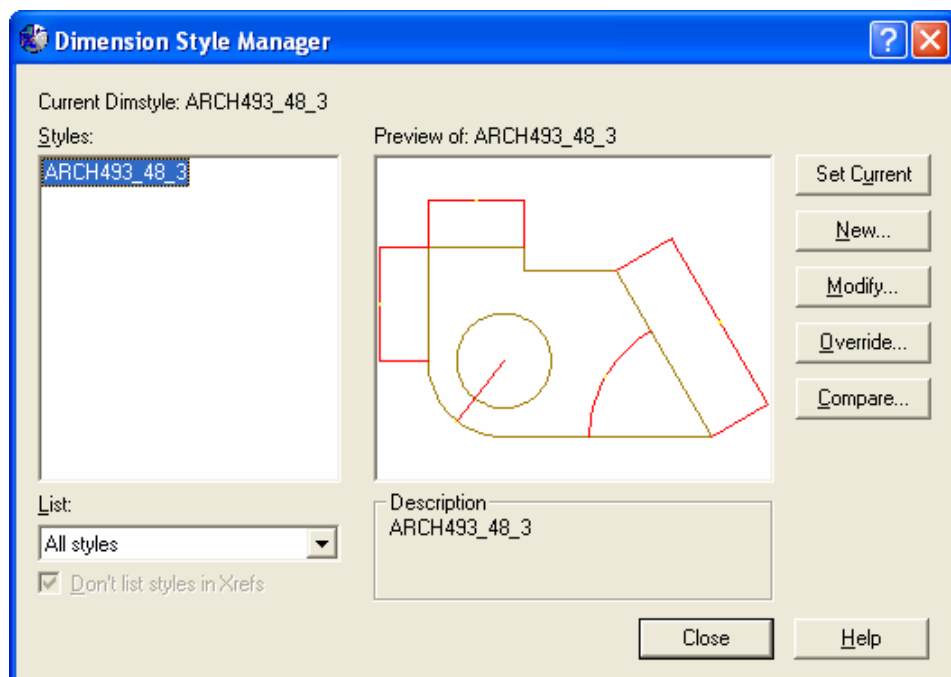 Dimension Style Manager
Current Dimstyle: ARCH493_48_3
Styles:
ARCH493_48_3
Preview of: ARCH493_48_3
Set Current
New...
Modify...
Override...
Compare...
List:
All styles
Don't list styles in Xrefs
Description
ARCH493_48_3
Close
Help